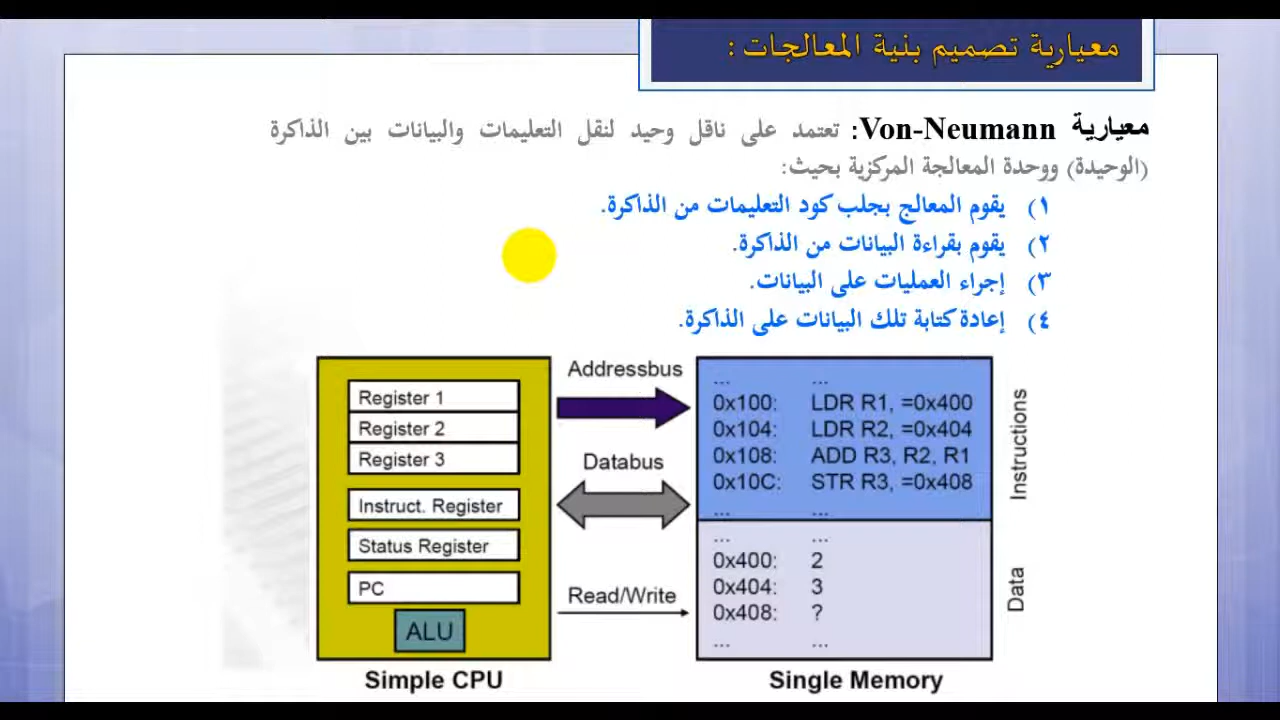 معيارية تصميم بنية المعالجات :
معيارية Von-Neumann: تعتمد على ناقل وحيد لنقل التعليمات والبيانات بين الذاكرة
(الوحيدة) ووحدة المعالجة المركزية بحيث:
١) يقوم المعالج بجلب كود التعليمات من الذاكرة.
٢) يقوم بقراءة البيانات من الذاكرة.
٣) إجراء العمليات على البيانات.
٤) إعادة كتابة تلك البيانات على الذاكرة.
Register 1
Register 2
Register 3
Instruct. Register
Status Register
PC
ALU
Simple CPU
Addressbus
Databus
Read/Write
... ...
0x100: LDR R1, =0x400
0x104: LDR R2, =0x404
0x108: ADD R3, R2, R1
0x10C: STR R3, =0x408
... ...
... ...
0x400: 2
0x404: 3
0x408: ?
... ...
Single Memory
Instructions
Data